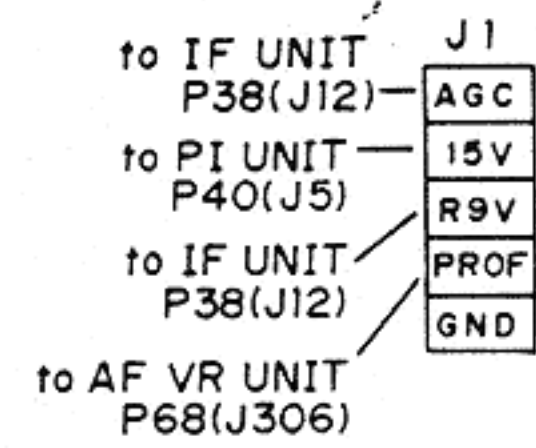 J1
to IF UNIT
P38(J12)
AGC
to PI UNIT
15V
P40(J5)
R9V
to IF UNIT
PROF
P38(J12)
GND
to AF VR UNIT
P68(J306)